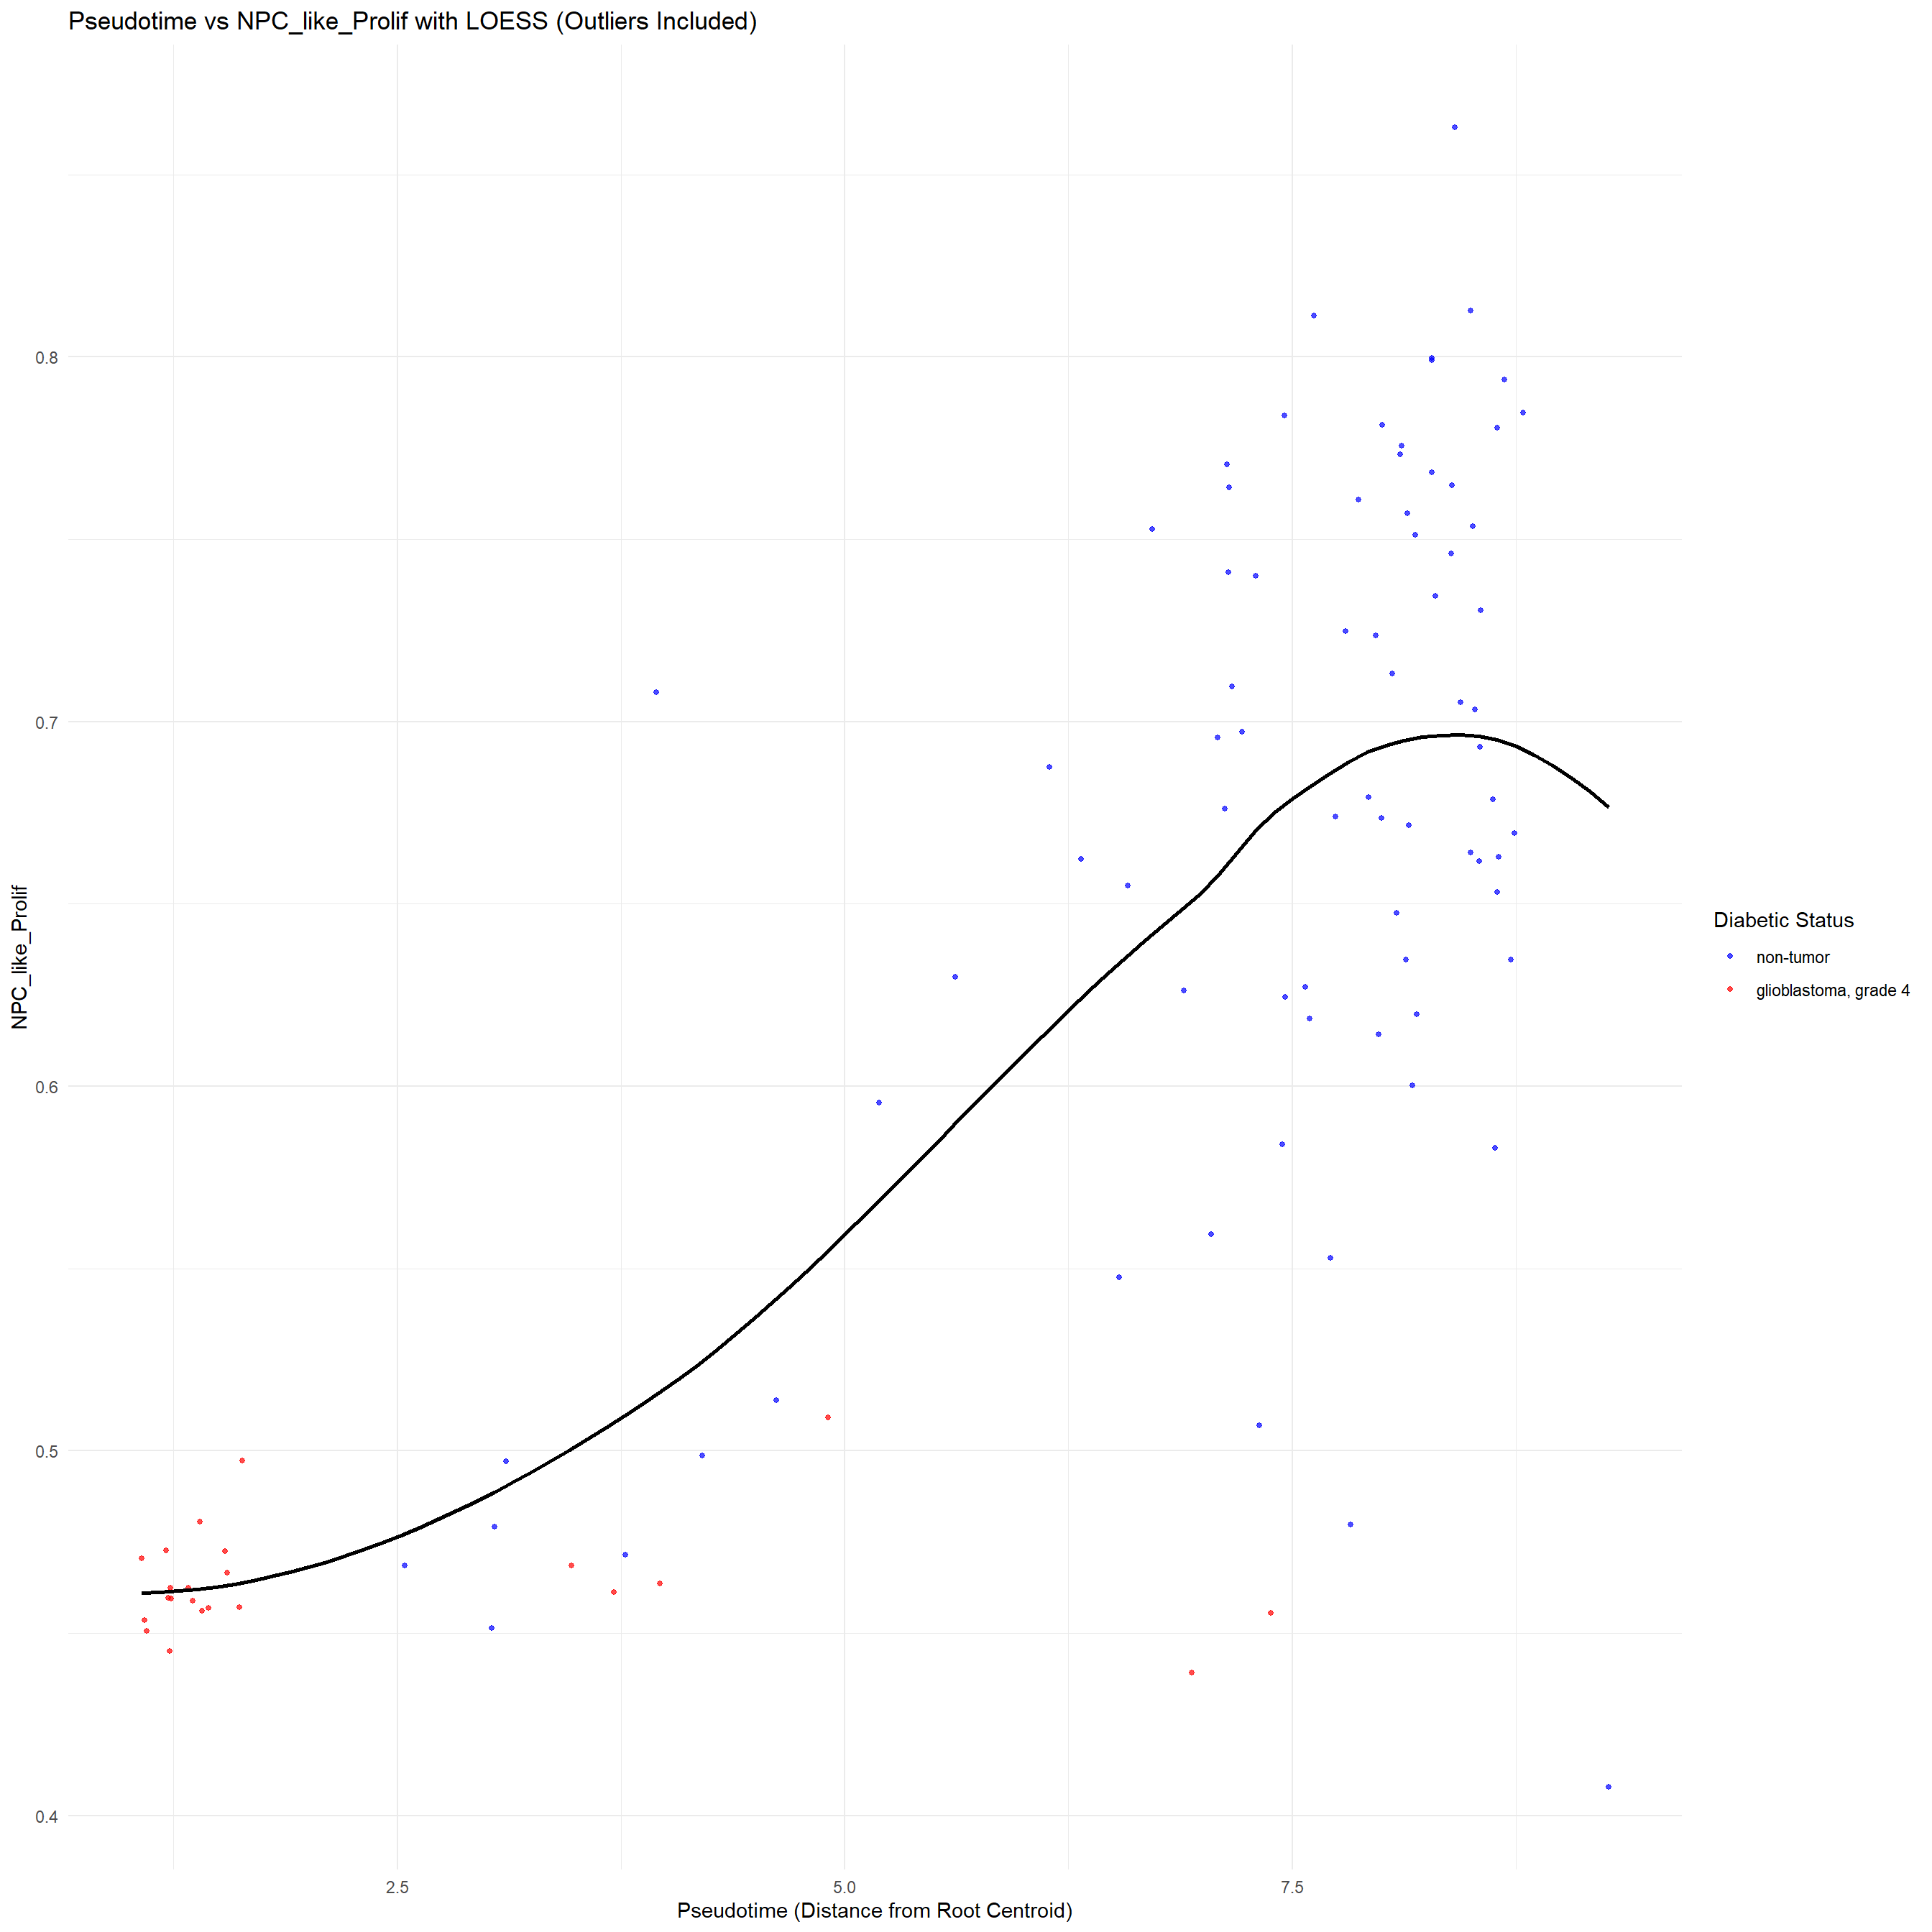 Pseudotime vs NPC_like_Prolif with LOESS (Outliers Included)
NPC_like_Prolif
0.8
0.7
0.6
0.5
0.4
2.5 5.0 7.5
Pseudotime (Distance from Root Centroid)
Diabetic Status
non-tumor
glioblastoma, grade 4